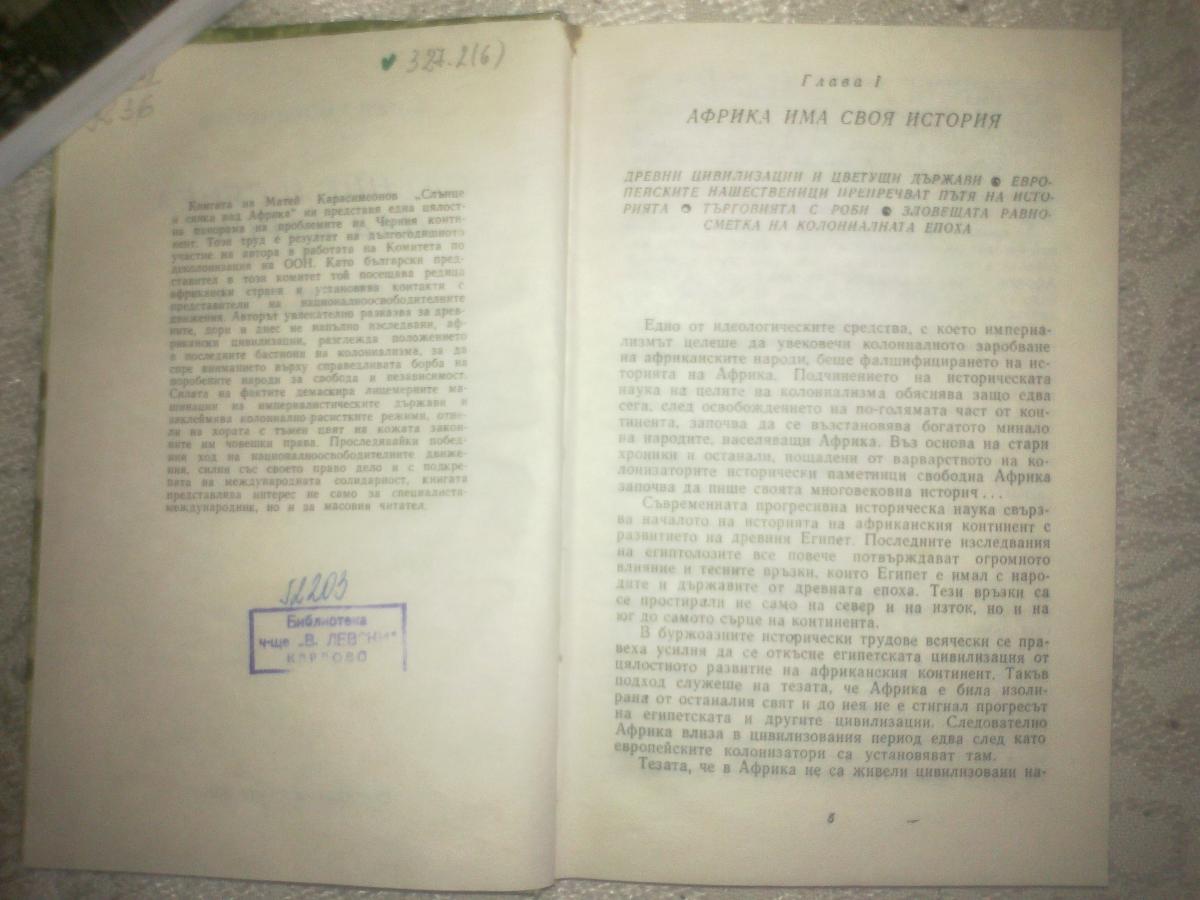 327.2(6)
236
Книгата на Матей Карасимеонов „Слънце
и сянка над Африка" ни представя една цялост-
на панорама на проблемите на Черния конти-
нент. Този труд е резултат на дългогодишното
участие на автора в работата на Комитета по
деколонизация на ООН. Като български пред-
ставител в този комитет той посещава редица
африкански страни и установява контакти с
представители на националноосвободителните
движения. Авторът увлекателно разказва за древ-
ните, дори и днес не напълно изследвани, аф-
рикански цивилизации, разглежда положението
в последните бастиони на колониализма, за да
спре вниманието върху справедливата борба на
поробените народи за свобода и независимост.
Силата на фактите демаскира лицемерните ма-
шинации на империалистическите държави и
заклеймява колониално-расистките режими, отне-
ли на хората с тъмен цвят на кожата закон-
ните им човешки права. Проследявайки побед-
ния ход на националноосвободителните движе-
ния, силни със своето право дело и с подкре-
пата на международната солидарност, книгата
представлява интерес не само за специалиста-
международник, но и за масовия читател.
52203
Библиотека
ч-ще „В. ЛЕВСКИ"
КАРЛОВО
Глава I
АФРИКА ИМА СВОЯ ИСТОРИЯ
ДРЕВНИ ЦИВИЛИЗАЦИИ И ЦВЕТУЩИ ДЪРЖАВИ ● ЕВРО-
ПЕЙСКИТЕ НАШЕСТВЕНИЦИ ПРЕПРЕЧВАТ ПЪТЯ НА ИСТО-
РИЯТА ● ТЪРГОВИЯТА С РОБИ ● ЗЛОВЕЩАТА РАВНО-
СМЕТКА НА КОЛОНИАЛНАТА ЕПОХА
Едно от идеологическите средства, с което империа-
лизмът целеше да увековечи колониалното заробване
на африканските народи, беше фалшифицирането на ис-
торията на Африка. Подчинението на историческата
наука на целите на колониализма обяснява защо едва
сега, след освобождението на по-голямата част от кон-
тинента, започва да се възстановява богатото минало
на народите, населяващи Африка. Въз основа на стари
хроники и останали, пощадени от варварството на ко-
лонизаторите исторически паметници свободна Африка
започва да пише своята многовековна историч...
Съвременната прогресивна историческа наука свърз-
ва началото на историята на африканския континент с
развитието на древния Египет. Последните изследвания
на египтолозите все повече потвърждават огромното
влияние и тесните връзки, които Египет е имал с наро-
дите и държавите от древната епоха. Тези връзки са
се простирали не само на север и на изток, но и на
юг до самото сърце на континента.
В буржоазните исторически трудове всячески се пра-
веха усилия да се откъсне египетската цивилизация от
цялостното развитие на африканския континент. Такъв
подход служеше на тезата, че Африка е била изоли-
рана от останалия свят и до нея не е стигнал прогресът
на египетската и другите цивилизации. Следователно
Африка влиза в цивилизования период едва след като
европейските колонизатори са установяват там.
Тезата, че в Африка не са живели цивилизовани на-
5